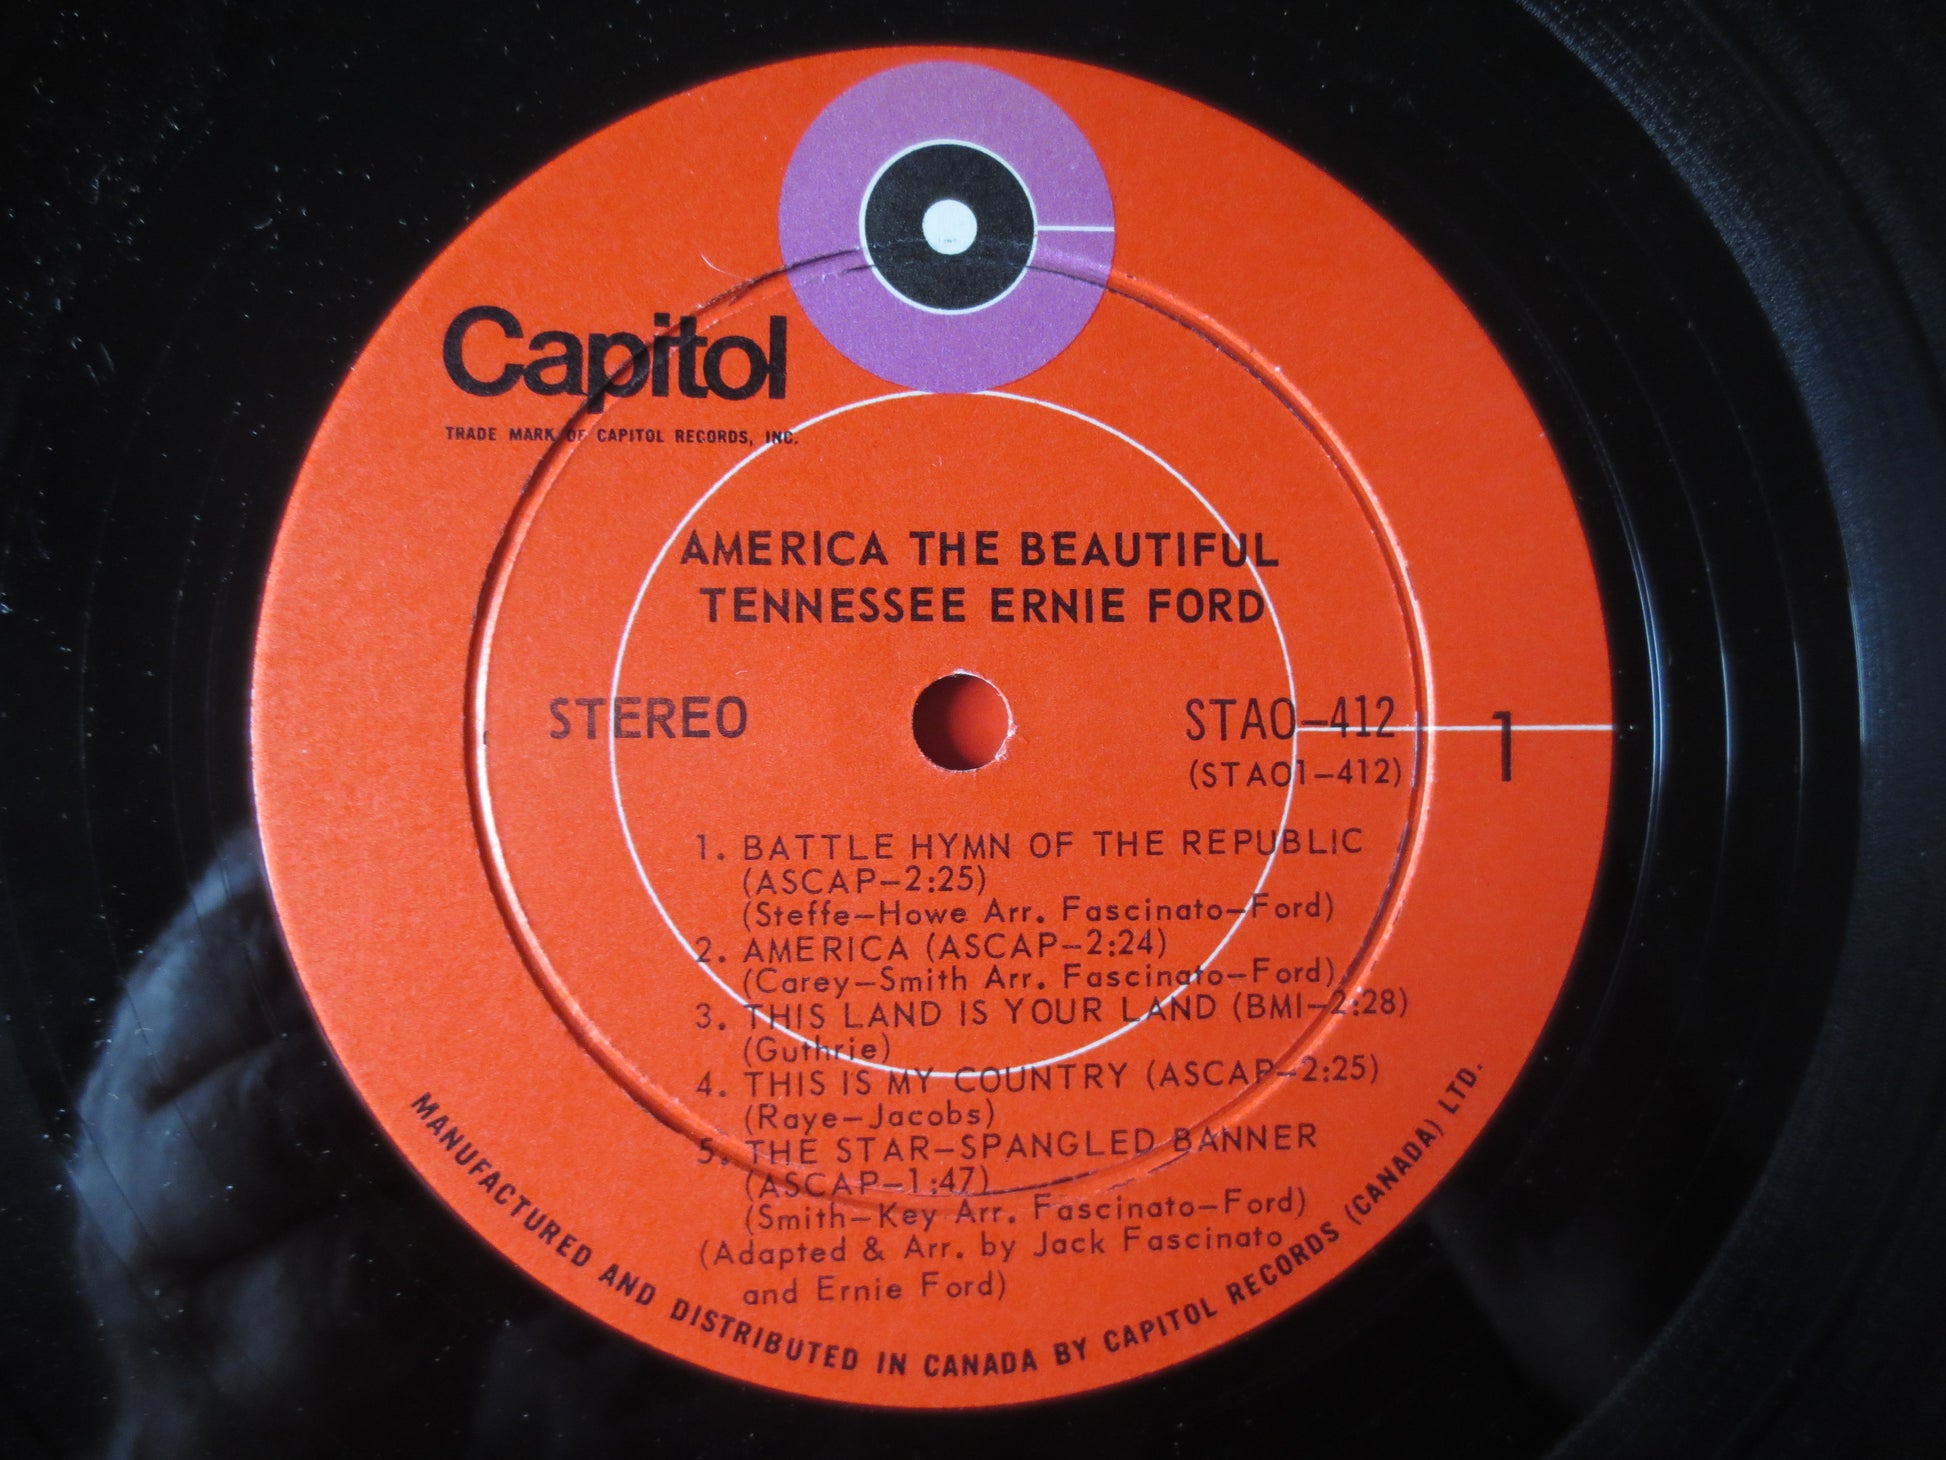 Capitol
TRADE MARK OF CAPITOL RECORDS, INC.
AMERICA THE BEAUTIFUL
TENNESSEE ERNIE FORD
STEREO
STAO-412
(STAO1-412)
1
1. BATTLE HYMN OF THE REPUBLIC
(ASCAP-2:25)
(Steffe-Howe Arr. Fascinato-Ford)
2. AMERICA (ASCAP-2:24)
(Carey-Smith Arr. Fascinato-Ford)
3. THIS LAND IS YOUR LAND (BMI-2:28)
(Guthrie)
4. THIS IS MY COUNTRY (ASCAP-2:25)
(Raye-Jacobs)
5. THE STAR-SPANGLED BANNER
(ASCAP-1:47)
(Smith-Key Arr. Fascinato-Ford)
(Adapted & Arr. by Jack Fascinato
and Ernie Ford)
MANUFACTURED AND DISTRIBUTED IN CANADA BY CAPITOL RECORDS (CANADA) LTD.